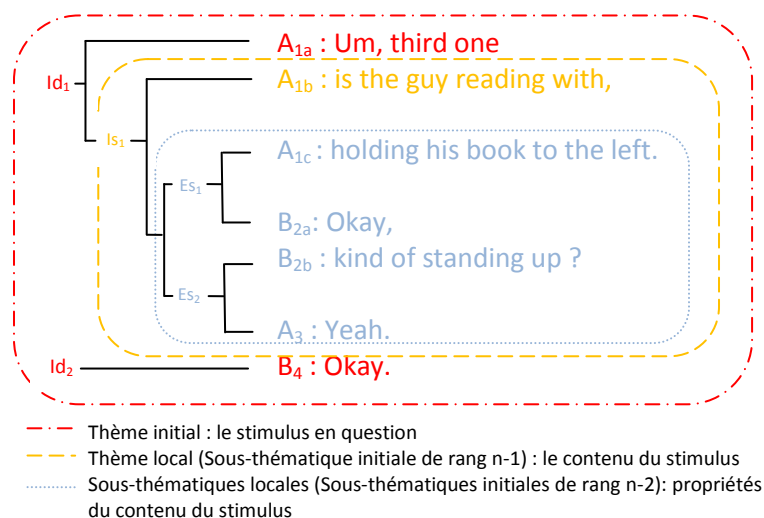 A1a : Um, third one
Id1
A1b : is the guy reading with,
Is1
A1c : holding his book to the left.
Es1
B2a: Okay,
B2b : kind of standing up ?
Es2
A3 : Yeah.
Id2
B4 : Okay.
Thème initial : le stimulus en question
Thème local (Sous-thématique initiale de rang n-1) : le contenu du stimulus
Sous-thématiques locales (Sous-thématiques initiales de rang n-2): propriétés
du contenu du stimulus